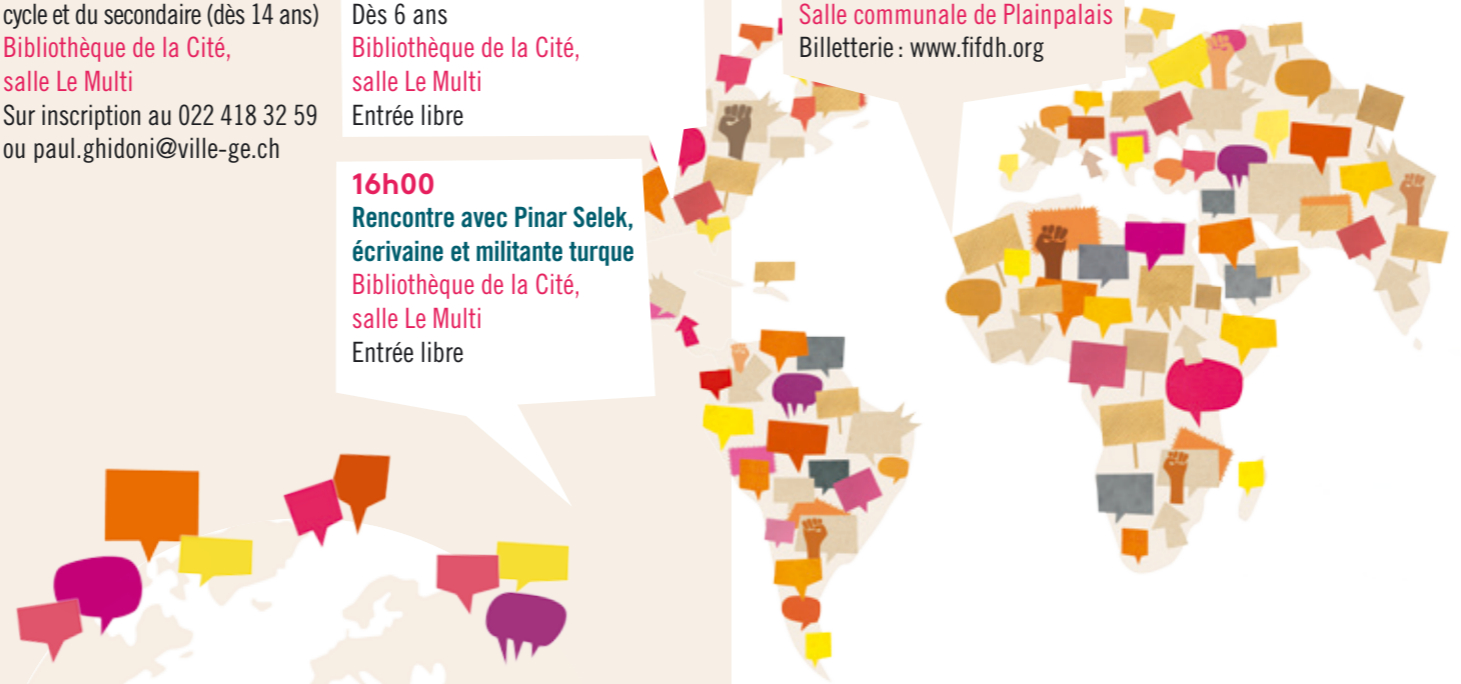 cycle et du secondaire (dès 14 ans)
Bibliothèque de la Cité,
salle Le Multi
Sur inscription au 022 418 32 59
ou paul.ghidoni@ville-ge.ch
Dès 6 ans
Bibliothèque de la Cité,
salle Le Multi
Entrée libre
16h00
Rencontre avec Pinar Selek,
écrivaine et militante turque
Bibliothèque de la Cité,
salle Le Multi
Entrée libre
Salle communale de Plainpalais
Billetterie : www.fifdh.org